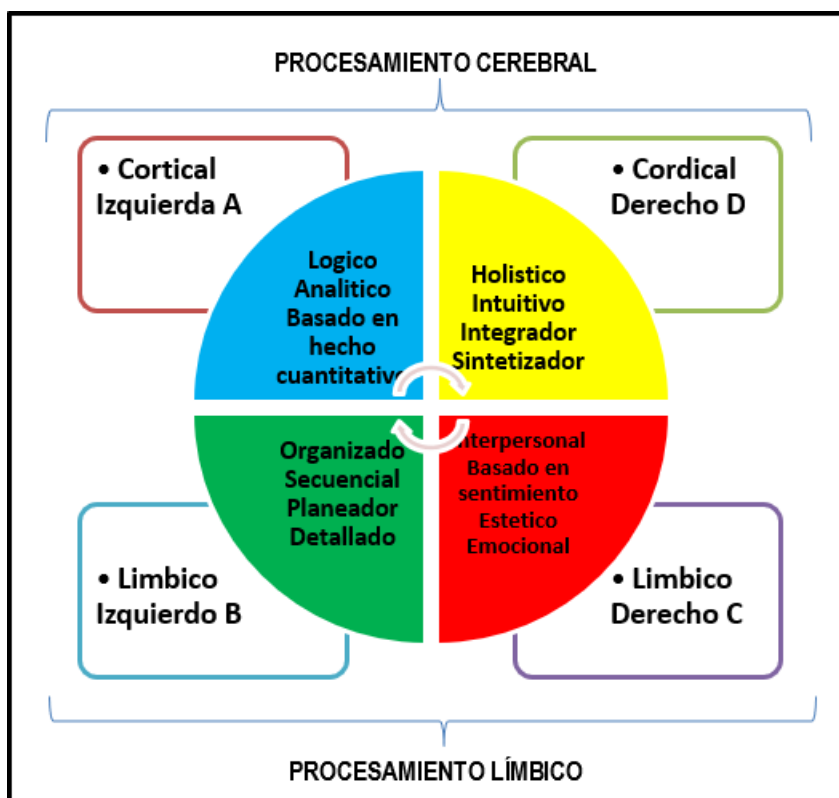 PROCESAMIENTO CEREBRAL
• Cortical
Izquierda A
• Cordical
Derecho D
Logico
Analitico
Basado en
hecho
cuantitativo
Holistico
Intuitivo
Integrador
Sintetizador
Organizado
Secuencial
Planeador
Detallado
Interpersonal
Basado en
sentimiento
Estetico
Emocional
• Limbico
Izquierdo B
• Limbico
Derecho C
PROCESAMIENTO LÍMBICO